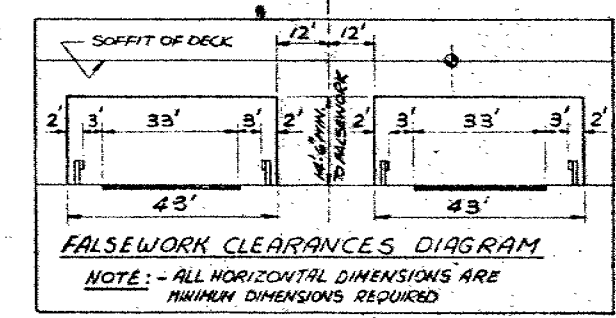 12' 12'
SOFFIT OF DECK
2' 3' 33' 3' 2' 14'-6" MIN. TO FALSEWORK 2' 3' 33' 3' 2'
43' 43'
FALSEWORK CLEARANCES DIAGRAM
NOTE: - ALL HORIZONTAL DIMENSIONS ARE
MINIMUM DIMENSIONS REQUIRED